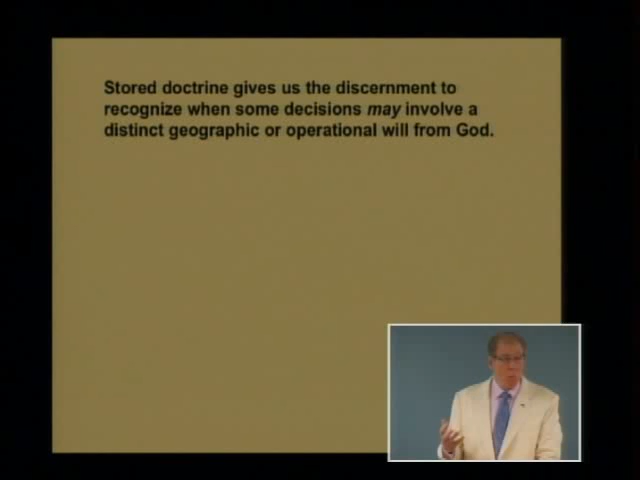 Stored doctrine gives us the discernment to
recognize when some decisions may involve a
distinct geographic or operational will from God.